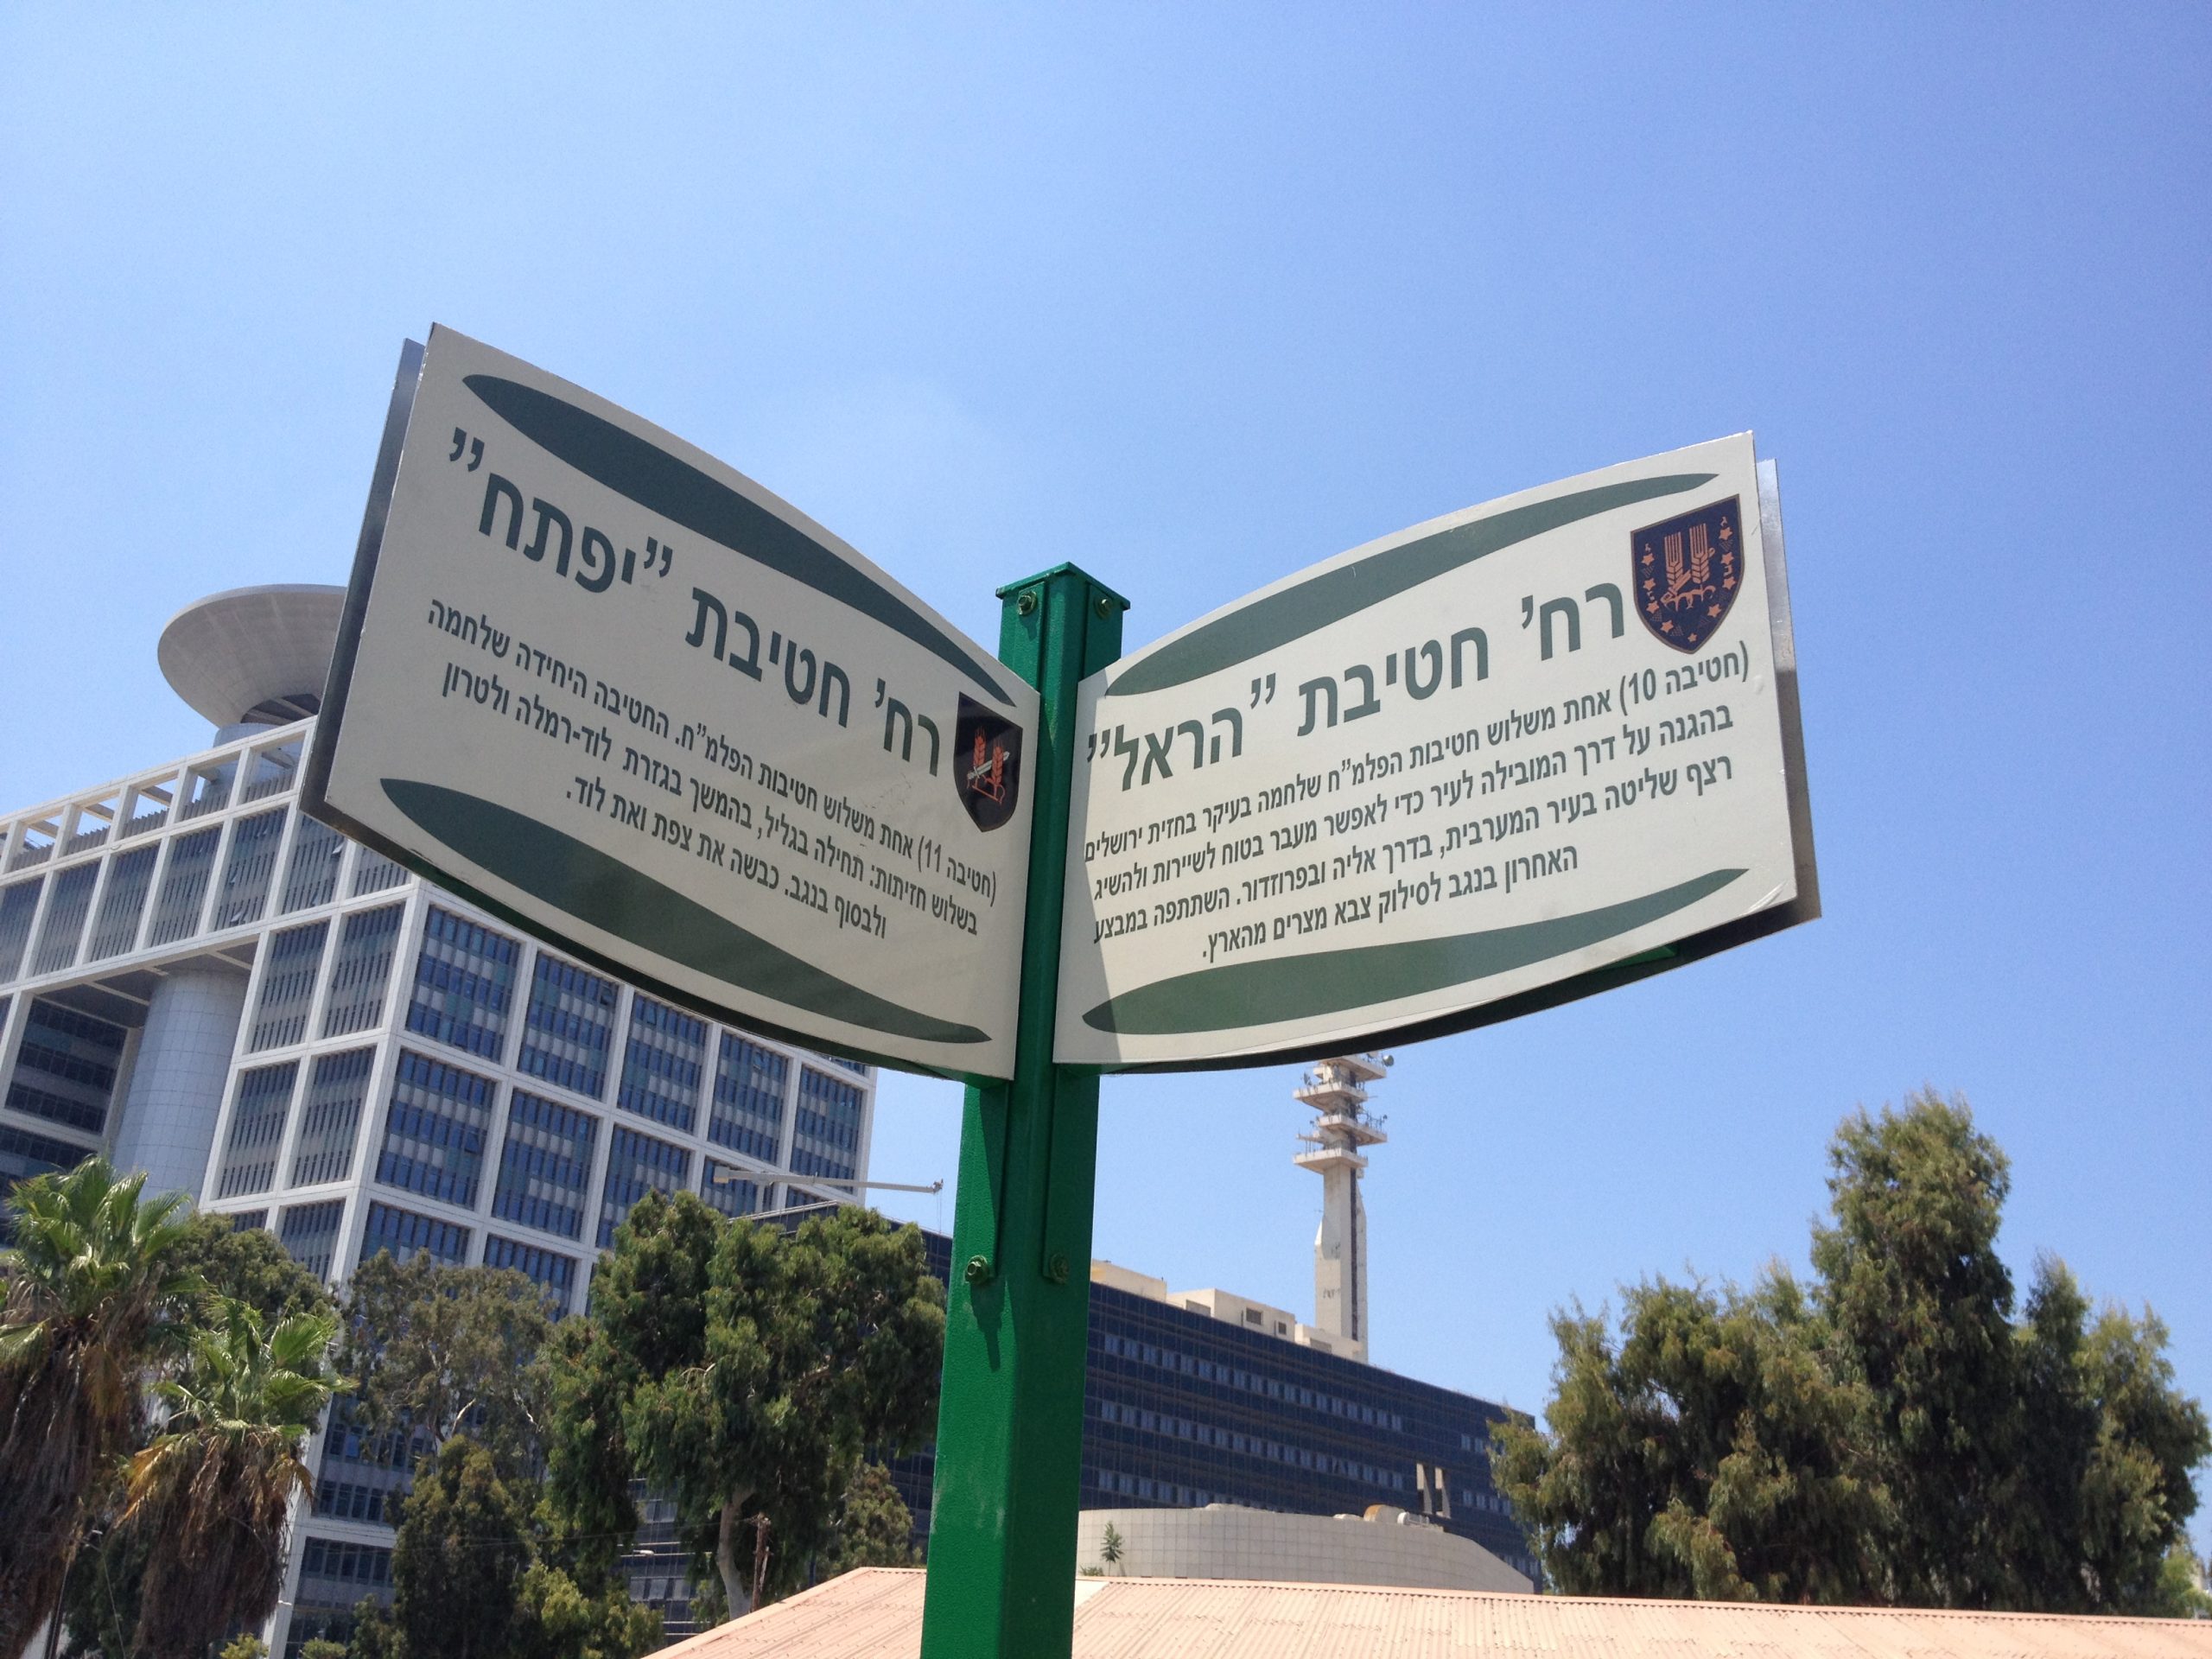 רח' חטיבת "הראל"
(חטיבה 10) אחת משלוש חטיבות הפלמ"ח שלחמה בעיקר בחזית ירושלים
בהגנה על דרך המובילה לעיר כדי לאפשר מעבר בטוח לשיירות ולהשיג
רצף שליטה בעיר המערבית, בדרך אליה ובפרוזדור. השתתפה במבצע
האחרון בנגב לסילוק צבא מצרים מהארץ.
רח' חטיבת "יפתח"
(חטיבה 11) אחת משלוש חטיבות הפלמ"ח. החטיבה היחידה שלחמה
בשלוש חזיתות: תחילה בגליל, בהמשך בגזרת לוד-רמלה ולטרון
ולבסוף בנגב. כבשה את צפת ואת לוד.